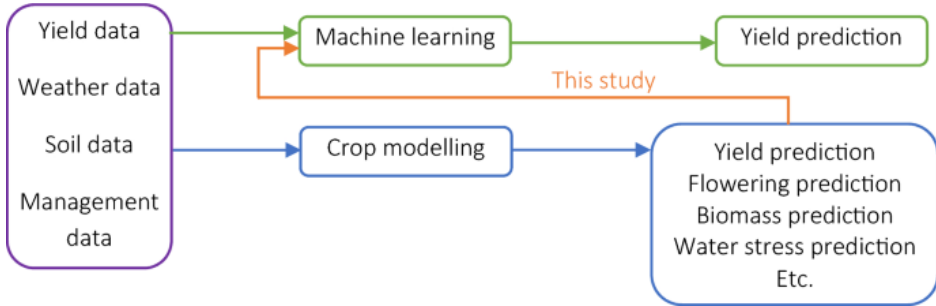 Yield data
Weather data
Soil data
Management
data
Machine learning
Yield prediction
This study
Crop modelling
Yield prediction
Flowering prediction
Biomass prediction
Water stress prediction
Etc.